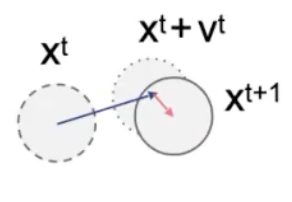 xᵗ
xᵗ + vᵗ
xᵗ⁺¹